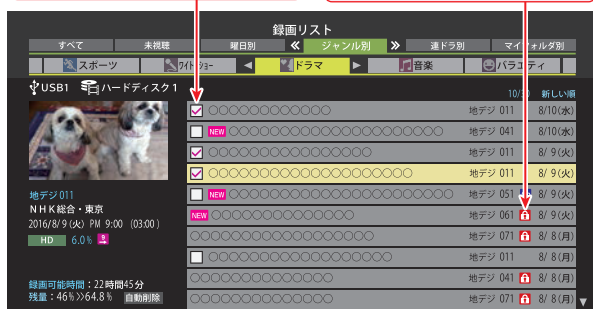 録画リスト
すべて 未視聴 曜日別 ≪ ジャンル別 ≫ 連ドラ別 マイフォルダ別
スポーツ ◀ ドラマ ▶ 音楽 バラエティ
USB1 ハードディスク1
10/30 新しい順
○○○○○○○○○○○○ 地デジ 011 8/10(水)
NEW ○○○○○○○○○○○○○○○○○○○○○ 地デジ 041 8/10(水)
○○○○○○○○○○○○○○○ 地デジ 011 8/ 9(火)
○○○○○○○○○○○○○○○○○○○ 地デジ 011 8/ 9(火)
NEW ○○○○○○○○○○○○○○○○○○○○○○ 地デジ 051 8/ 9(火)
NEW ○○○○○○○○○○○○○ 地デジ 061 8/ 9(火)
○○○○○○○○○○○○○○○○○ 地デジ 071 8/ 8(月)
○○○○○○○○○○○○○○○ 地デジ 011 8/ 8(月)
○○○○○○○○○○○○○ 地デジ 041 8/ 8(月)
○○○○○○○○○○○○○ 地デジ 071 8/ 8(月)
地デジ011
NHK総合・東京
2016/8/ 9 (火) PM 9:00 (03:00)
HD 6.0%
録画可能時間:22時間45分
残量:46%≫64.8% 自動削除